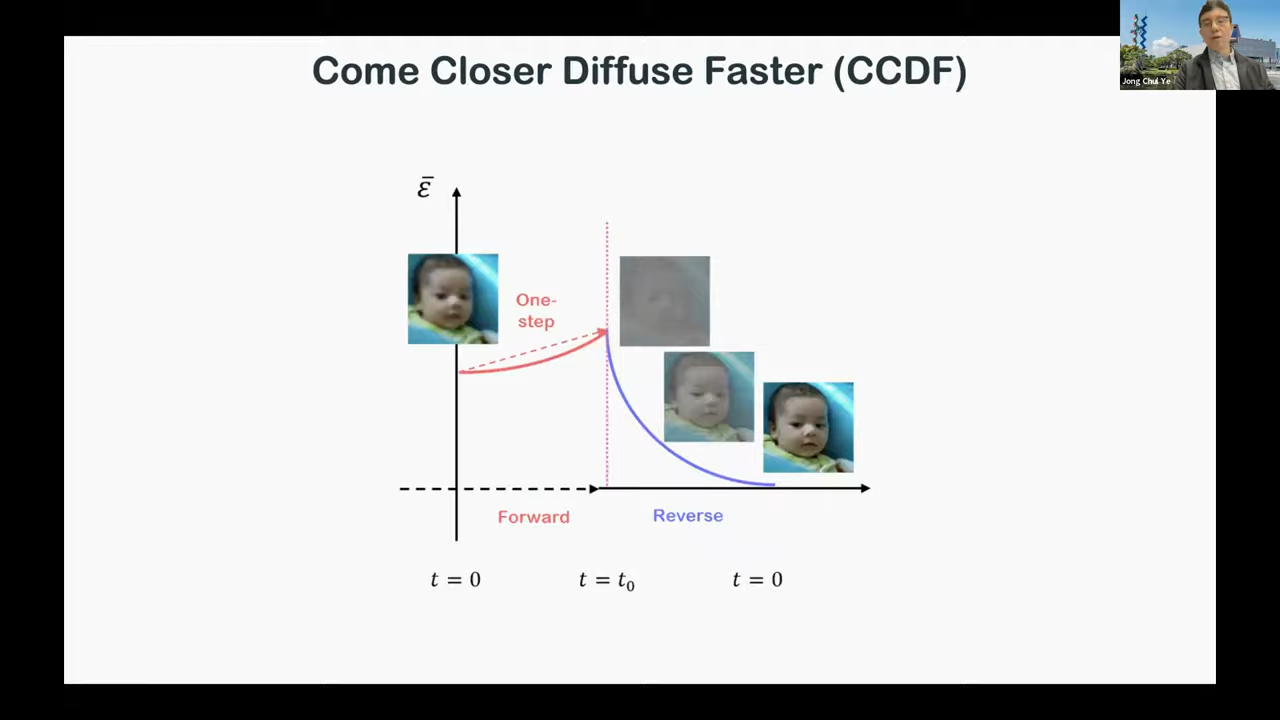 Come Closer Diffuse Faster (CCDF)
Jong Chul Ye
ε̄
One-
step
Forward
Reverse
t = 0
t = t₀
t = 0